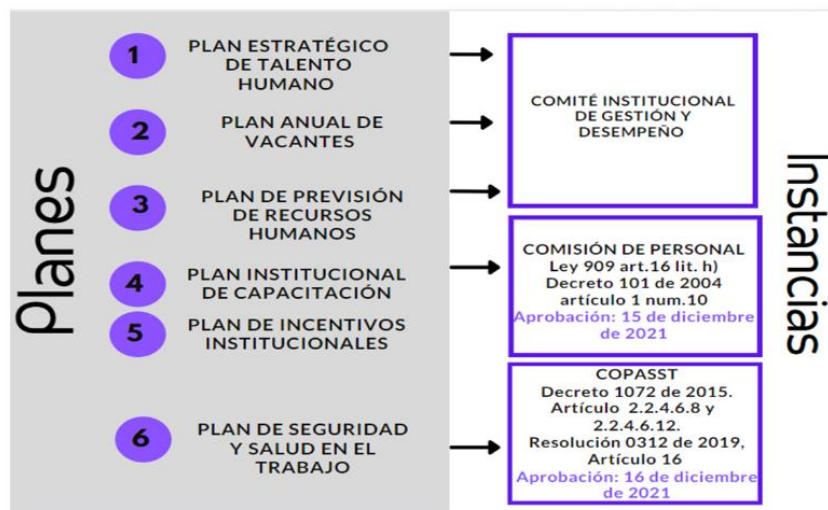 Planes
1
PLAN ESTRATÉGICO
DE TALENTO
HUMANO
2
PLAN ANUAL DE
VACANTES
3
PLAN DE PREVISIÓN
DE RECURSOS
HUMANOS
4
PLAN INSTITUCIONAL
DE CAPACITACIÓN
5
PLAN DE INCENTIVOS
INSTITUCIONALES
6
PLAN DE SEGURIDAD
Y SALUD EN EL
TRABAJO
COMITÉ INSTITUCIONAL
DE GESTIÓN Y
DESEMPEÑO
COMISIÓN DE PERSONAL
Ley 909 art.16 lit. h)
Decreto 101 de 2004
artículo 1 num.10
Aprobación: 15 de diciembre
de 2021
COPASST
Decreto 1072 de 2015.
Artículo 2.2.4.6.8 y
2.2.4.6.12.
Resolución 0312 de 2019,
Artículo 16
Aprobación: 16 de diciembre
de 2021
Instancias